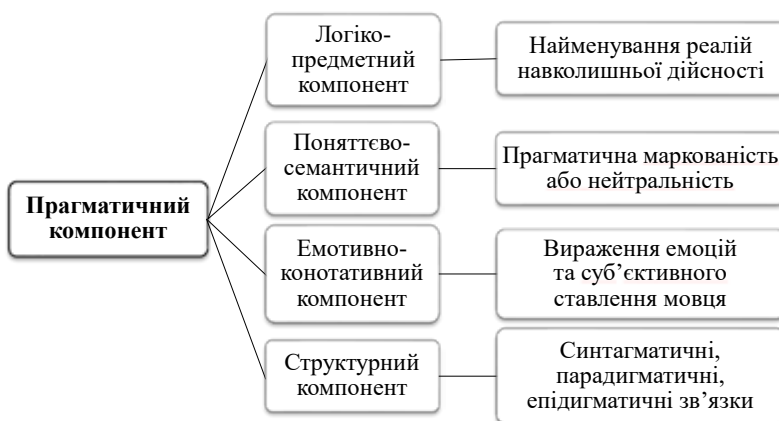 Прагматичний
компонент
Логіко-
предметний
компонент
Найменування реалій
навколишньої дійсності
Поняттєво-
семантичний
компонент
Прагматична маркованість
або нейтральність
Емотивно-
конотативний
компонент
Вираження емоцій
та суб’єктивного
ставлення мовця
Структурний
компонент
Синтагматичні,
парадигматичні,
епідигматичні зв’язки